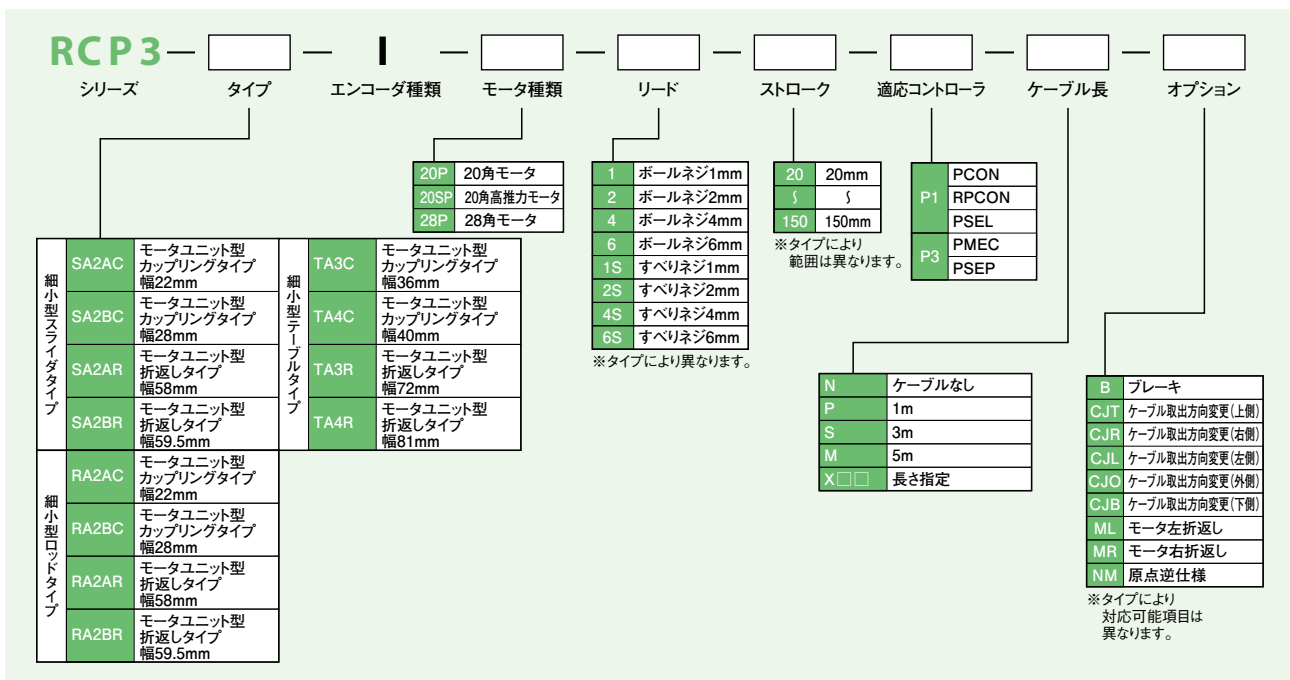 RCP3 — — I — — — — — —
シリーズ タイプ エンコーダ種類 モータ種類 リード ストローク 適応コントローラ ケーブル長 オプション
細小型スライダタイプ
SA2AC モータユニット型
カップリングタイプ
幅22mm
SA2BC モータユニット型
カップリングタイプ
幅28mm
SA2AR モータユニット型
折返しタイプ
幅58mm
SA2BR モータユニット型
折返しタイプ
幅59.5mm
細小型ロッドタイプ
RA2AC モータユニット型
カップリングタイプ
幅22mm
RA2BC モータユニット型
カップリングタイプ
幅28mm
RA2AR モータユニット型
折返しタイプ
幅58mm
RA2BR モータユニット型
折返しタイプ
幅59.5mm
細小型テーブルタイプ
TA3C モータユニット型
カップリングタイプ
幅36mm
TA4C モータユニット型
カップリングタイプ
幅40mm
TA3R モータユニット型
折返しタイプ
幅72mm
TA4R モータユニット型
折返しタイプ
幅81mm
20P 20角モータ
20SP 20角高推力モータ
28P 28角モータ
1 ボールネジ1mm
2 ボールネジ2mm
4 ボールネジ4mm
6 ボールネジ6mm
1S すべりネジ1mm
2S すべりネジ2mm
4S すべりネジ4mm
6S すべりネジ6mm
※タイプにより異なります。
20 20mm
〜 〜
150 150mm
※タイプにより
範囲は異なります。
P1 PCON
RPCON
PSEL
P3 PMEC
PSEP
N ケーブルなし
P 1m
S 3m
M 5m
X□□ 長さ指定
B ブレーキ
CJT ケーブル取出方向変更(上側)
CJR ケーブル取出方向変更(右側)
CJL ケーブル取出方向変更(左側)
CJO ケーブル取出方向変更(外側)
CJB ケーブル取出方向変更(下側)
ML モータ左折返し
MR モータ右折返し
NM 原点逆仕様
※タイプにより
対応可能項目は
異なります。